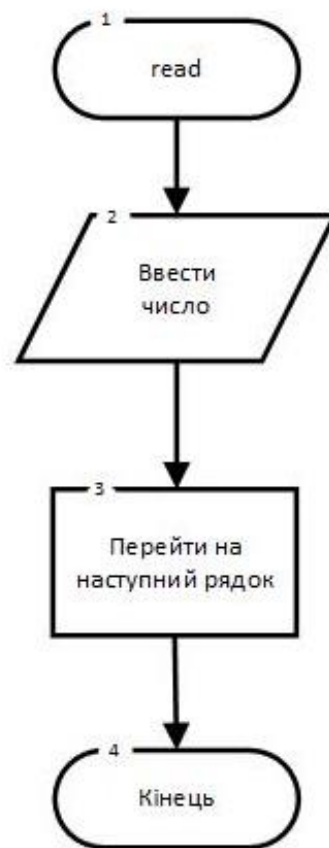 1
read
2
Ввести
число
3
Перейти на
наступний рядок
4
Кінець